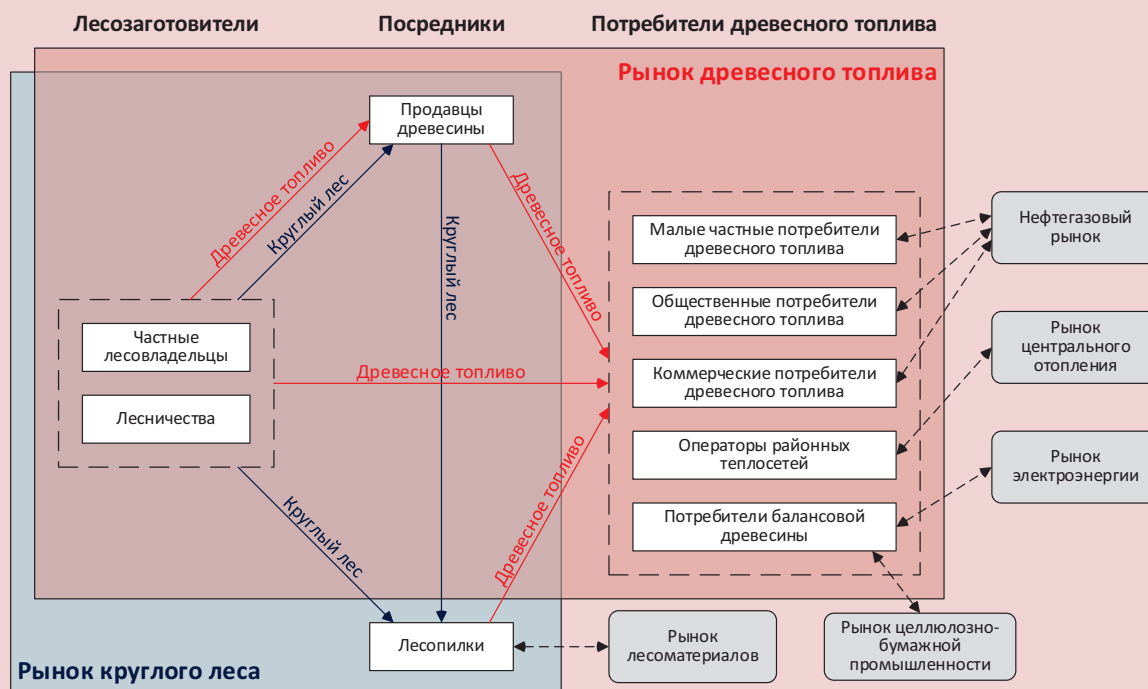 Лесозаготовители
Посредники
Потребители древесного топлива
Рынок древесного топлива
Продавцы
древесины
Древесное топливо
Круглый лес
Круглый лес
Древесное топливо
Малые частные потребители
древесного топлива
Нефтегазовый
рынок
Общественные потребители
древесного топлива
Частные
лесовладельцы
Рынок
центрального
отопления
Древесное топливо
Коммерческие потребители
древесного топлива
Лесничества
Операторы районных
теплосетей
Рынок
электроэнергии
Круглый лес
Древесное топливо
Потребители балансовой
древесины
Лесопилки
Рынок
лесоматериалов
Рынок целлюлозно-
бумажной
промышленности
Рынок круглого леса